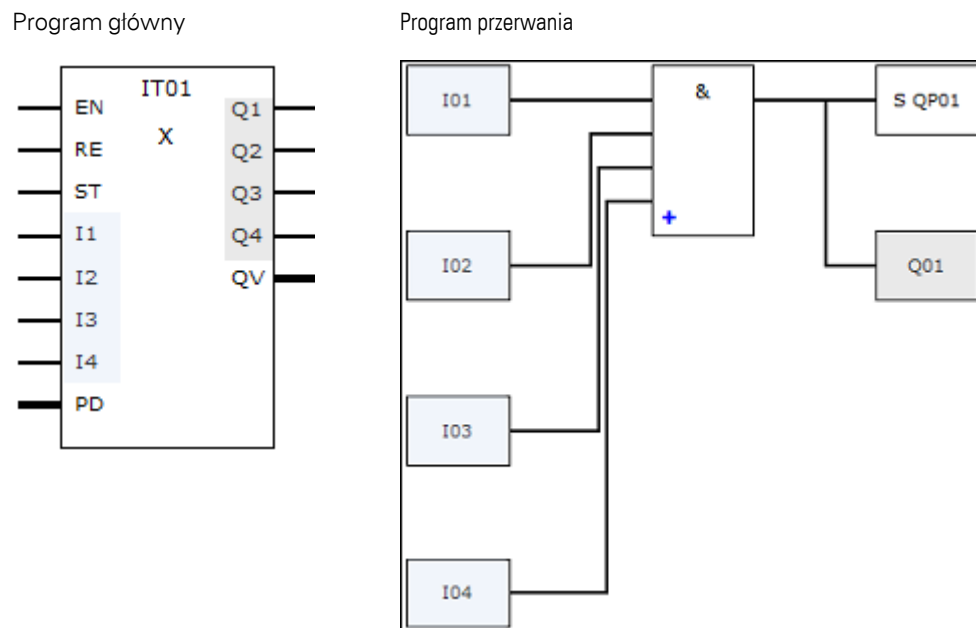 Program główny
Program przerwania
IT01
X
EN
RE
ST
I1
I2
I3
I4
PD
Q1
Q2
Q3
Q4
QV
I01
I02
I03
I04
&
+
S QP01
Q01